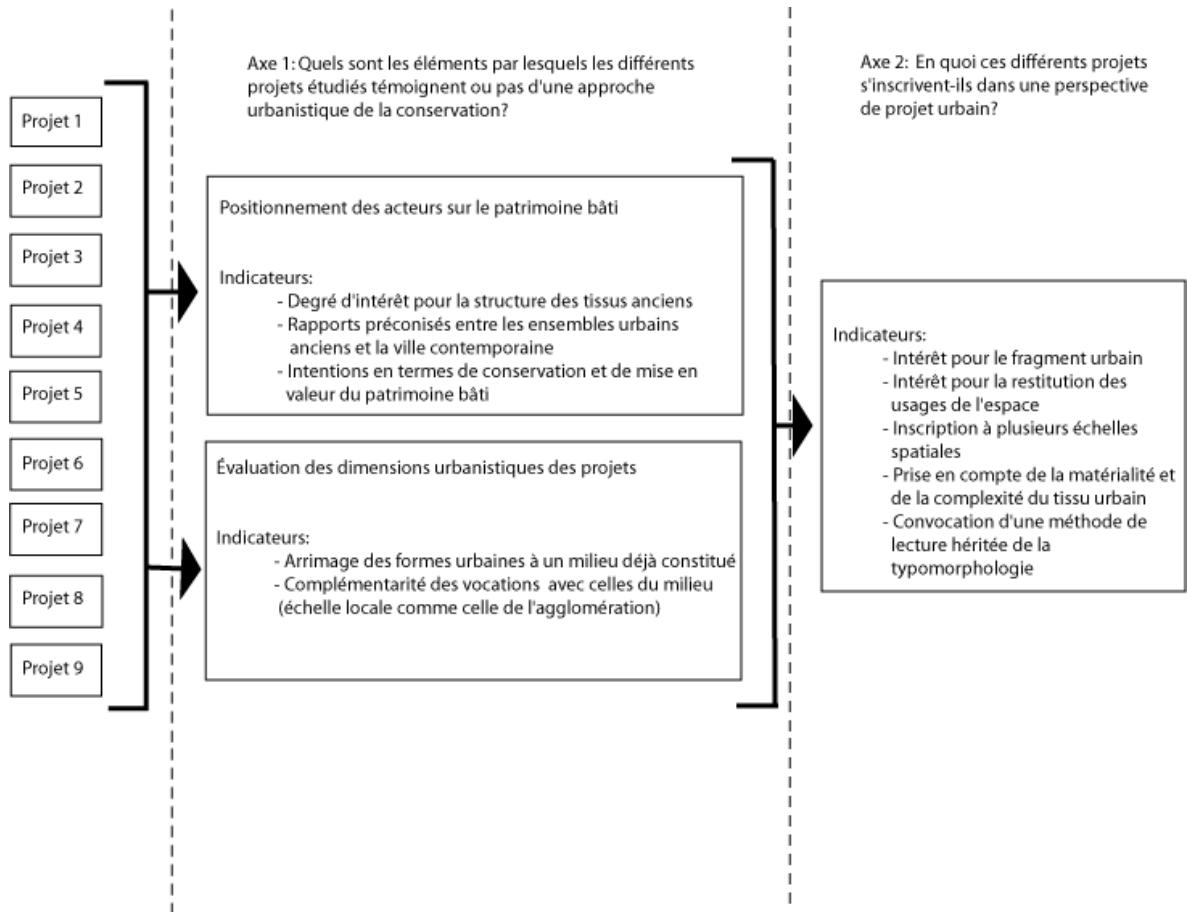 Projet 1
Projet 2
Projet 3
Projet 4
Projet 5
Projet 6
Projet 7
Projet 8
Projet 9
Axe 1: Quels sont les éléments par lesquels les différents
projets étudiés témoignent ou pas d'une approche
urbanistique de la conservation?
Positionnement des acteurs sur le patrimoine bâti
Indicateurs:
- Degré d'intérêt pour la structure des tissus anciens
- Rapports préconisés entre les ensembles urbains
anciens et la ville contemporaine
- Intentions en termes de conservation et de mise en
valeur du patrimoine bâti
Évaluation des dimensions urbanistiques des projets
Indicateurs:
- Arrimage des formes urbaines à un milieu déjà constitué
- Complémentarité des vocations avec celles du milieu
(échelle locale comme celle de l'agglomération)
Axe 2: En quoi ces différents projets
s'inscrivent-ils dans une perspective
de projet urbain?
Indicateurs:
- Intérêt pour le fragment urbain
- Intérêt pour la restitution des
usages de l'espace
- Inscription à plusieurs échelles
spatiales
- Prise en compte de la matérialité et
de la complexité du tissu urbain
- Convocation d'une méthode de
lecture héritée de la
typomorphologie